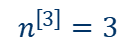 n^[3] = 3